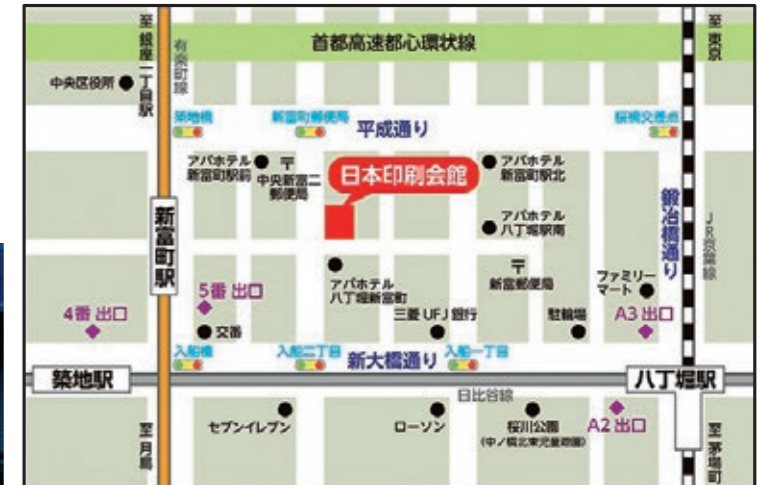 至 銀座一丁目駅
有楽町線
首都高速都心環状線
至 東京
中央区役所
築地橋
新富町郵便局
平成通り
桜橋交差点
アパホテル
新富町駅前
中央新富二
郵便局
日本印刷会館
アパホテル
新富町駅北
新富町駅
アパホテル
八丁堀駅南
鍛冶橋通り
JR京葉線
5番 出口
4番 出口
アパホテル
八丁堀新富町
新富郵便局
ファミリー
マート
交番
三菱UFJ銀行
駐輪場
A3 出口
入船橋
入船二丁目
新大橋通り
入船一丁目
築地駅
八丁堀駅
日比谷線
セブンイレブン
ローソン
桜川公園
(中ノ橋北東児童遊園)
A2 出口
至 月島
至 茅場町